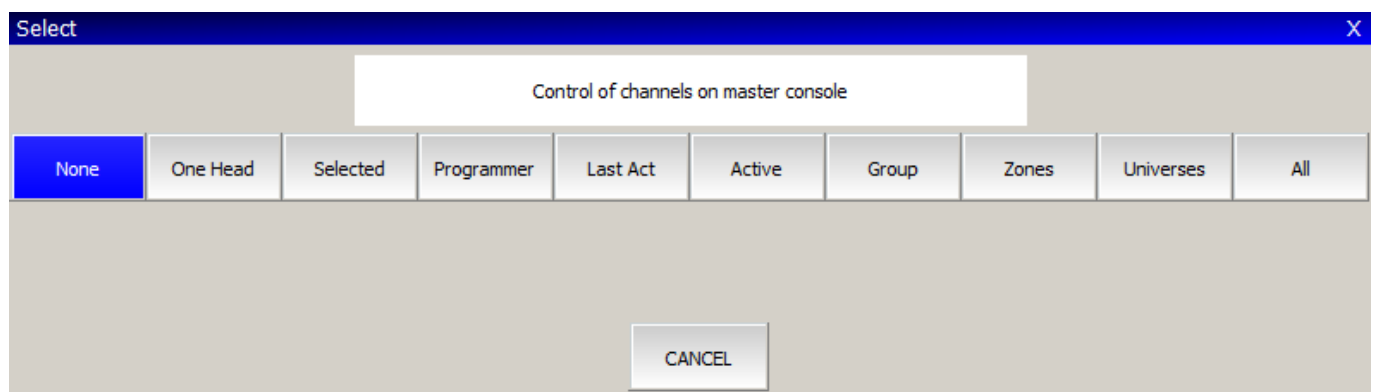 Select X
Control of channels on master console
None One Head Selected Programmer Last Act Active Group Zones Universes All
CANCEL